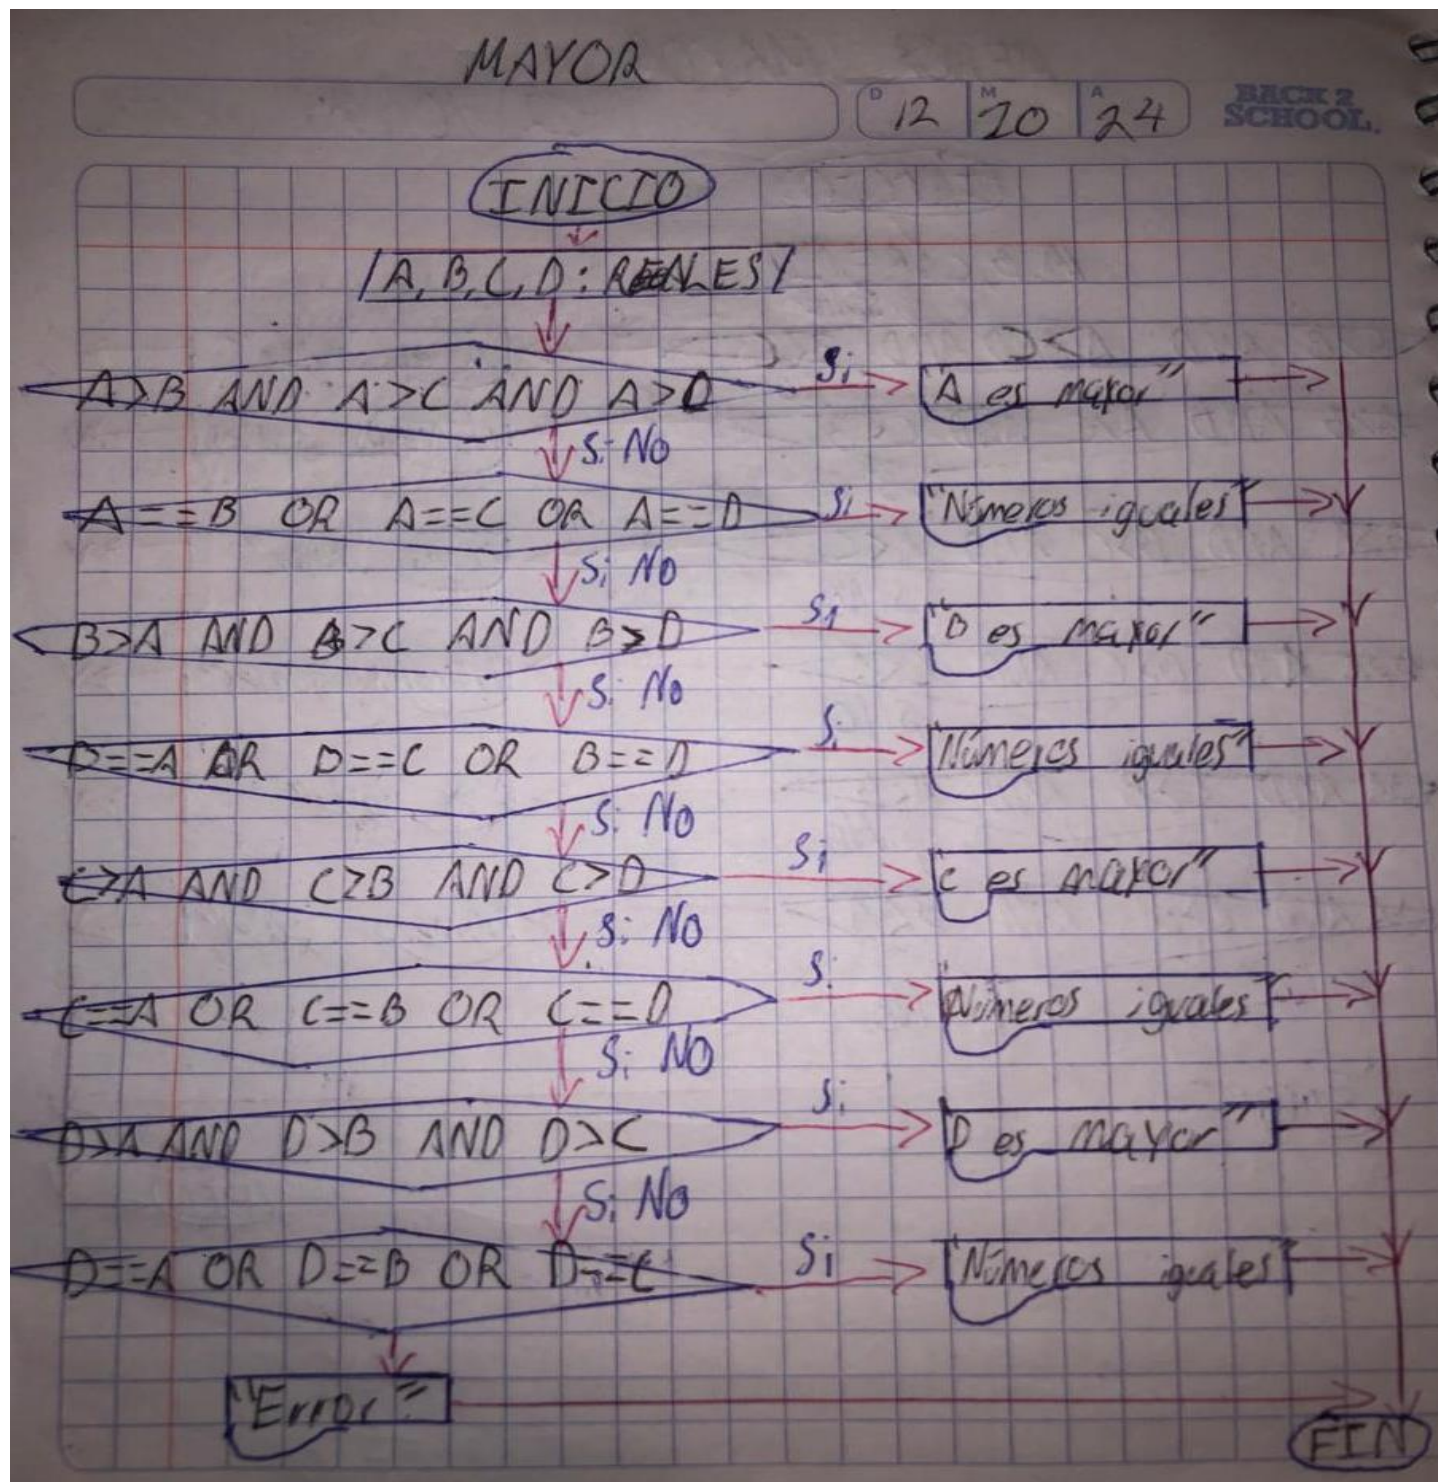 MAYOR
D 12 M 20 A 24 BACK 2 SCHOOL.
INICIO
A, B, C, D: REALES
A>B AND A>C AND A>D Si "A es mayor"
Si NO
A==B OR A==C OR A==D Si "Números iguales"
Si NO
B>A AND B>C AND B>D Si "B es mayor"
Si NO
B==A OR B==C OR B==D Si "Números iguales"
Si NO
C>A AND C>B AND C>D Si "C es mayor"
Si NO
C==A OR C==B OR C==D Si "Números iguales
Si NO
D>A AND D>B AND D>C Si "D es mayor"
Si NO
D==A OR D==B OR D==C Si "Números iguales
"Error"
FIN